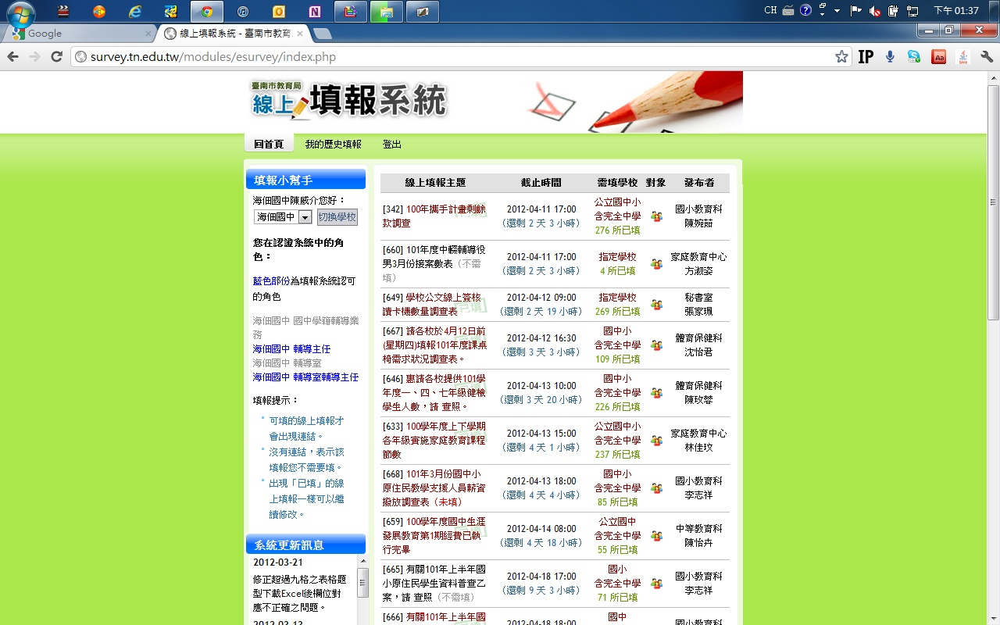 CH
下午 01:37
Google
線上填報系統 - 臺南市教育
survey.tn.edu.tw/modules/esurvey/index.php
IP
臺南市教育局
線上填報系統
回首頁 我的歷史填報 登出
填報小幫手
海佃國中陳威介您好：
海佃國中 切換學校
您在認證系統中的角
色：
藍色部份為填報系統認可
的角色
海佃國中 國中學籍輔導業
務
海佃國中 輔導主任
海佃國中 輔導室
海佃國中 輔導室輔導主任
填報提示：
可填的線上填報才
會出現連結。
沒有連結，表示該
填報您不需要填。
出現「已填」的線
上填報一樣可以繼
續修改。
系統更新訊息
2012-03-21
修正超過九格之表格題
型下載Excel後欄位對
應不正確之問題。
2012-03-13
線上填報主題 截止時間 需填學校 對象 發布者
[342] 100年攜手計畫剩餘
款調查
2012-04-11 17:00
（還剩 2 天 3 小時）
公立國中小
含完全中學
276 所已填
國小教育科
陳婉茹
[660] 101年度中輟輔導役
男3月份接案數表（不需
填）
2012-04-11 17:00
（還剩 2 天 3 小時）
指定學校
4 所已填
家庭教育中心
方淑姿
[649] 學校公文線上簽核
讀卡機數量調查表
2012-04-12 09:00
（還剩 2 天 19 小時）
指定學校
269 所已填
秘書室
張家珮
[667] 請各校於4月12日前
(星期四)填報101年度課桌
椅需求狀況調查表。
2012-04-12 16:30
（還剩 3 天 3 小時）
國中小
含完全中學
109 所已填
體育保健科
沈怡君
[646] 惠請各校提供101學
年度一、四、七年級健檢
學生人數，請 查照。
2012-04-13 10:00
（還剩 3 天 20 小時）
國中小
含完全中學
226 所已填
體育保健科
陳玫蓉
[633] 100學年度上下學期
各年級實施家庭教育課程
節數
2012-04-13 15:00
（還剩 4 天 1 小時）
公立國中小
含完全中學
237 所已填
家庭教育中心
林佳玟
[668] 101年3月份國中小
原住民教學支援人員薪資
撥放調查表（未填）
2012-04-13 18:00
（還剩 4 天 4 小時）
國中小
含完全中學
85 所已填
國小教育科
李志祥
[659] 100學年度國中生涯
發展教育第1期經費已執
行完畢
2012-04-14 08:00
（還剩 4 天 18 小時）
公立國中
含完全中學
55 所已填
中等教育科
陳怡卉
[665] 有關101年上半年國
小原住民學生資料普查乙
案，請 查照（不需填）
2012-04-18 17:00
（還剩 9 天 3 小時）
國小
含完全中學
71 所已填
國小教育科
李志祥
[666] 有關101年上半年國
2012-04-18 18:00
國中
國小教育科